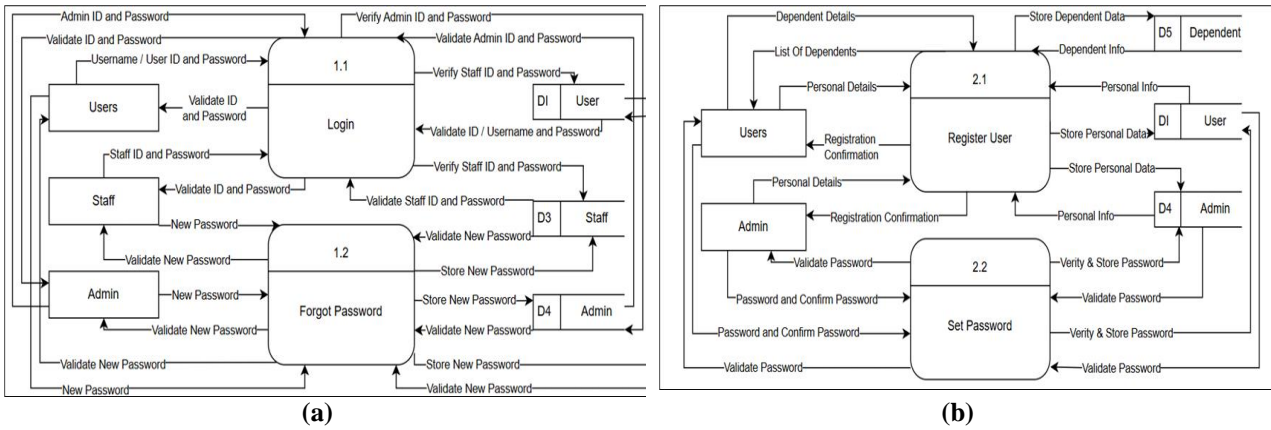 Admin ID and Password
Verify Admin ID and Password
Validate ID and Password
Validate Admin ID and Password
Username / User ID and Password
1.1
Verify Staff ID and Password
Users
Validate ID
and Password
Login
DI
User
Validate ID / Username and Password
Staff ID and Password
Verify Staff ID and Password
Staff
Validate ID and Password
Validate Staff ID and Password
D3
Staff
New Password
1.2
Validate New Password
Validate New Password
Store New Password
Admin
New Password
Forgot Password
Store New Password
D4
Admin
Validate New Password
Validate New Password
Validate New Password
Store New Password
New Password
Validate New Password
(a)
Dependent Details
Store Dependent Data
D5
Dependent
List Of Dependents
Dependent Info
2.1
Personal Details
Personal Info
Users
Register User
DI
User
Registration
Confirmation
Store Personal Data
Store Personal Data
Personal Details
Admin
Registration Confirmation
Personal Info
D4
Admin
2.2
Validate Password
Verity & Store Password
Password and Confirm Password
Validate Password
Set Password
Password and Confirm Password
Verity & Store Password
Validate Password
Validate Password
(b)